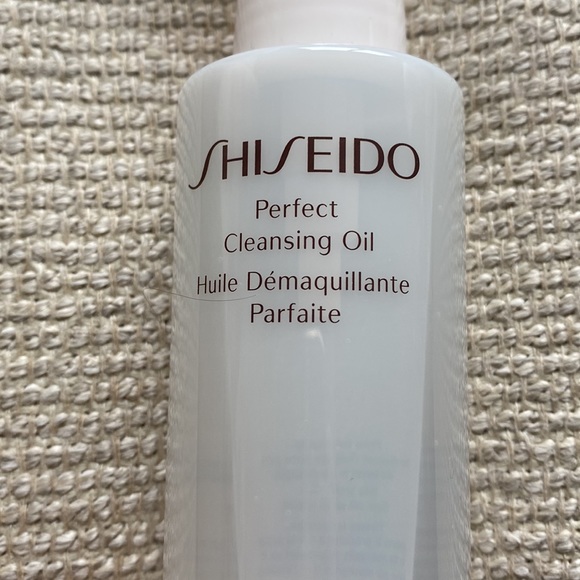 SHISEIDO
Perfect
Cleansing Oil
Huile Démaquillante
Parfaite